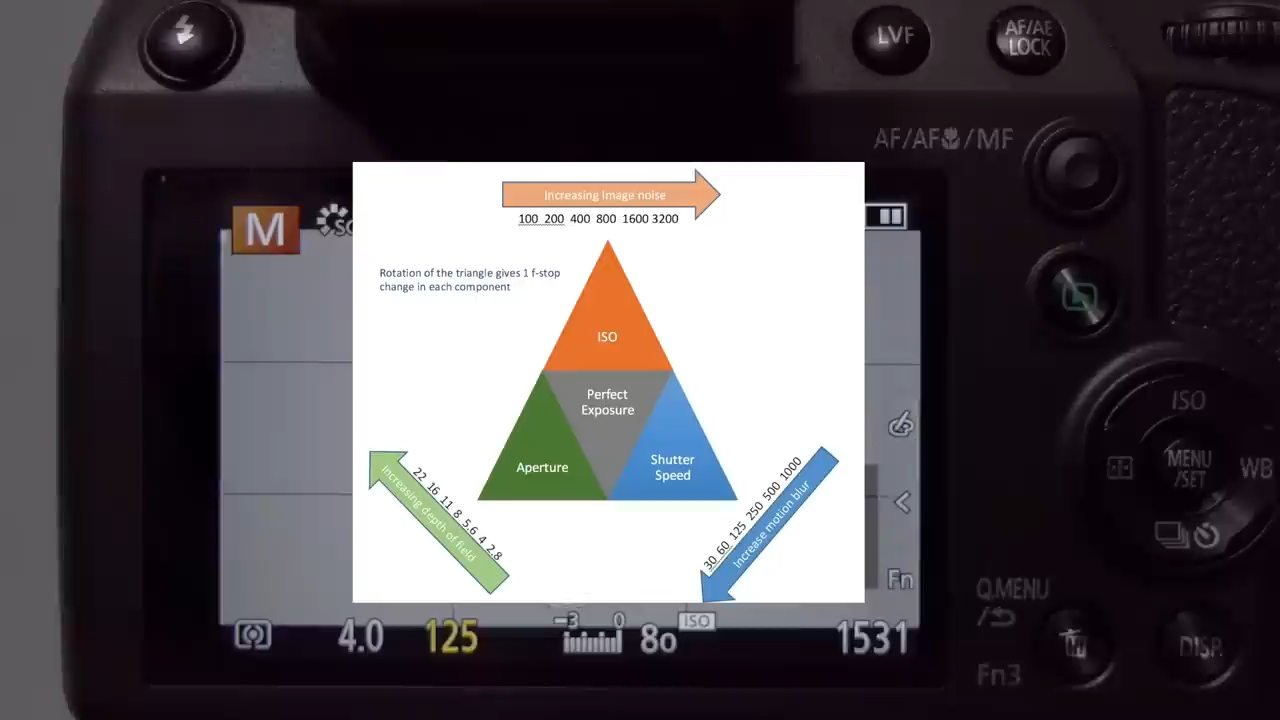 LVF
AF/AE
LOCK
AF/AF /MF
M
Increasing Image noise
100 200 400 800 1600 3200
Rotation of the triangle gives 1 f-stop
change in each component
ISO
Perfect
Exposure
Aperture
Shutter
Speed
22 16 11 8 5.6 4 2.8
Increasing depth of field
30 60 125 250 500 1000
Increase motion blur
ISO
MENU
/SET
WB
Fn
Q.MENU
Fn3
DISP.
4.0
125
-3 0
80
ISO
1531